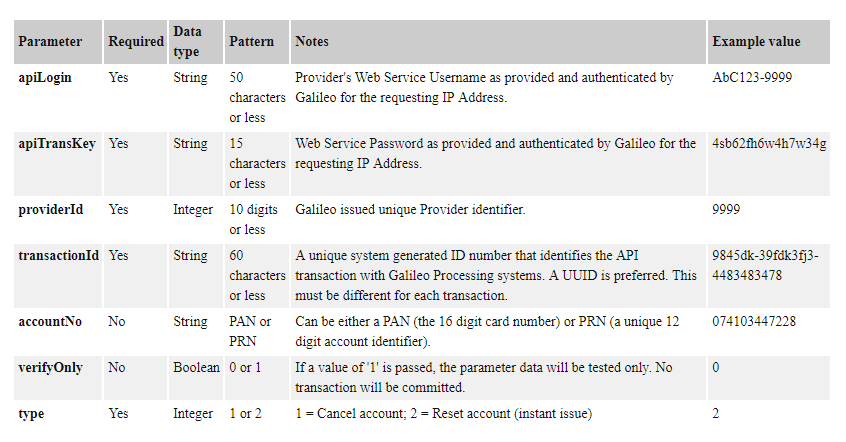 Parameter Required Data type Pattern Notes Example value
apiLogin Yes String 50 characters or less Provider's Web Service Username as provided and authenticated by Galileo for the requesting IP Address. AbC123-9999
apiTransKey Yes String 15 characters or less Web Service Password as provided and authenticated by Galileo for the requesting IP Address. 4sb62fh6w4h7w34g
providerId Yes Integer 10 digits or less Galileo issued unique Provider identifier. 9999
transactionId Yes String 60 characters or less A unique system generated ID number that identifies the API transaction with Galileo Processing systems. A UUID is preferred. This must be different for each transaction. 9845dk-39fdk3fj3-4483483478
accountNo No String PAN or PRN Can be either a PAN (the 16 digit card number) or PRN (a unique 12 digit account identifier). 074103447228
verifyOnly No Boolean 0 or 1 If a value of '1' is passed, the parameter data will be tested only. No transaction will be committed. 0
type Yes Integer 1 or 2 1 = Cancel account; 2 = Reset account (instant issue) 2